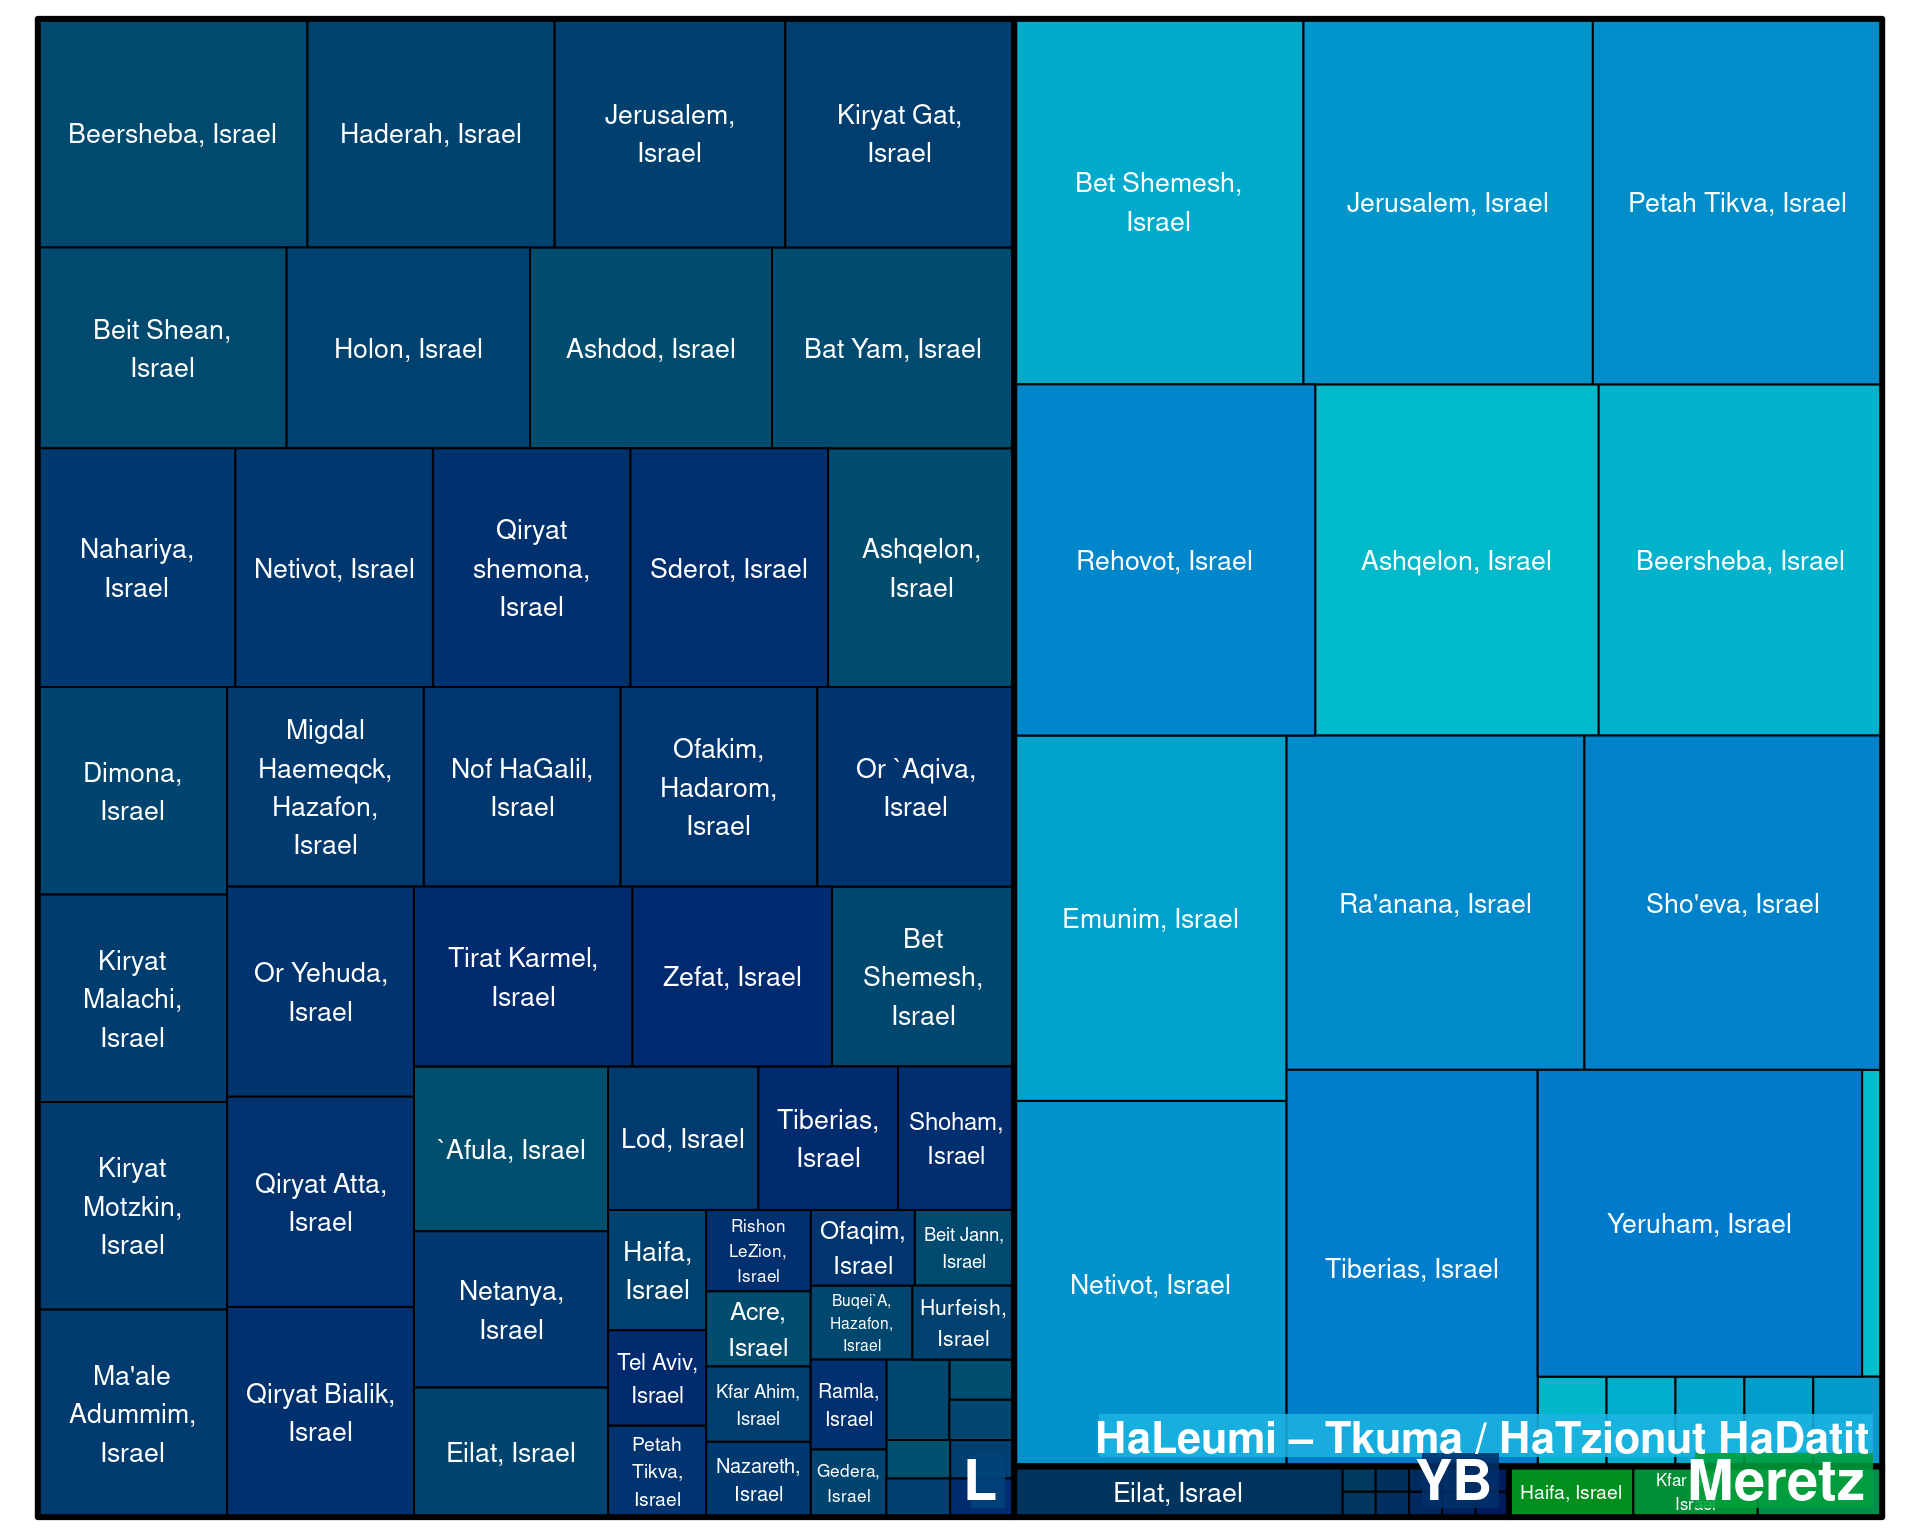 Beersheba, Israel
Haderah, Israel
Jerusalem,
Israel
Kiryat Gat,
Israel
Beit Shean,
Israel
Holon, Israel
Ashdod, Israel
Bat Yam, Israel
Nahariya,
Israel
Netivot, Israel
Qiryat
shemona,
Israel
Sderot, Israel
Ashqelon,
Israel
Dimona,
Israel
Migdal
Haemeqck,
Hazafon,
Israel
Nof HaGalil,
Israel
Ofakim,
Hadarom,
Israel
Or `Aqiva,
Israel
Kiryat
Malachi,
Israel
Or Yehuda,
Israel
Tirat Karmel,
Israel
Zefat, Israel
Bet
Shemesh,
Israel
Kiryat
Motzkin,
Israel
Qiryat Atta,
Israel
`Afula, Israel
Lod, Israel
Tiberias,
Israel
Shoham,
Israel
Netanya,
Israel
Haifa,
Israel
Rishon
LeZion,
Israel
Ofaqim,
Israel
Beit Jann,
Israel
Acre,
Israel
Buqei`A,
Hazafon,
Israel
Hurfeish,
Israel
Ma'ale
Adummim,
Israel
Qiryat Bialik,
Israel
Eilat, Israel
Tel Aviv,
Israel
Kfar Ahim,
Israel
Ramla,
Israel
Petah
Tikva,
Israel
Nazareth,
Israel
Gedera,
Israel
L
Bet Shemesh,
Israel
Jerusalem, Israel
Petah Tikva, Israel
Rehovot, Israel
Ashqelon, Israel
Beersheba, Israel
Emunim, Israel
Ra'anana, Israel
Sho'eva, Israel
Netivot, Israel
Tiberias, Israel
Yeruham, Israel
HaLeumi – Tkuma / HaTzionut HaDatit
Eilat, Israel
YB
Haifa, Israel
Kfar
Israel
Meretz